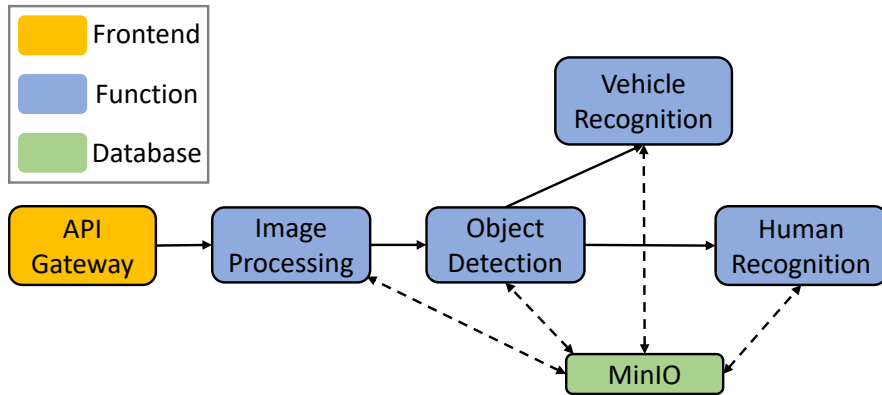 Frontend
Function
Database
Vehicle
Recognition
API
Gateway
Image
Processing
Object
Detection
Human
Recognition
MinIO